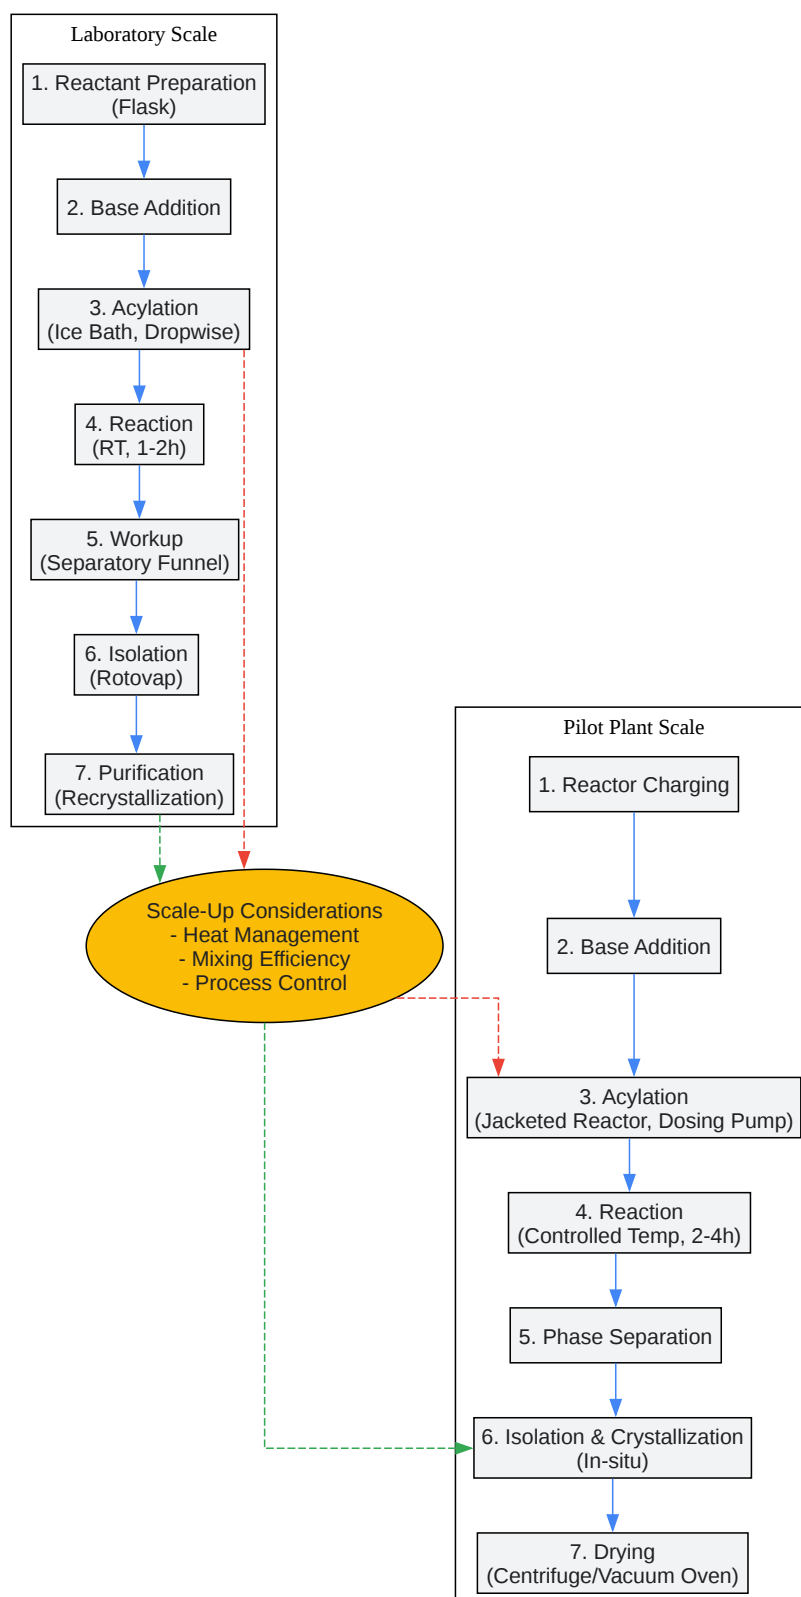 Laboratory Scale
1. Reactant Preparation
(Flask)
2. Base Addition
3. Acylation
(Ice Bath, Dropwise)
4. Reaction
(RT, 1-2h)
5. Workup
(Separatory Funnel)
6. Isolation
(Rotovap)
7. Purification
(Recrystallization)
Scale-Up Considerations
- Heat Management
- Mixing Efficiency
- Process Control
Pilot Plant Scale
1. Reactor Charging
2. Base Addition
3. Acylation
(Jacketed Reactor, Dosing Pump)
4. Reaction
(Controlled Temp, 2-4h)
5. Phase Separation
6. Isolation & Crystallization
(In-situ)
7. Drying
(Centrifuge/Vacuum Oven)